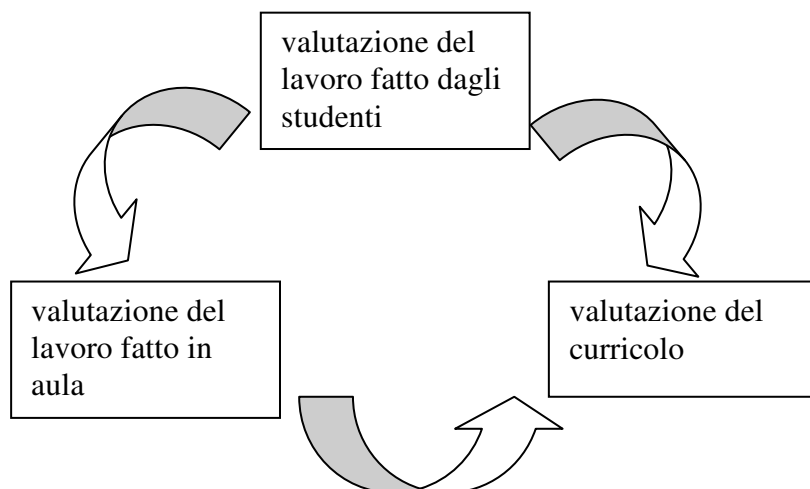 valutazione del
lavoro fatto dagli
studenti
valutazione del
lavoro fatto in
aula
valutazione del
curricolo